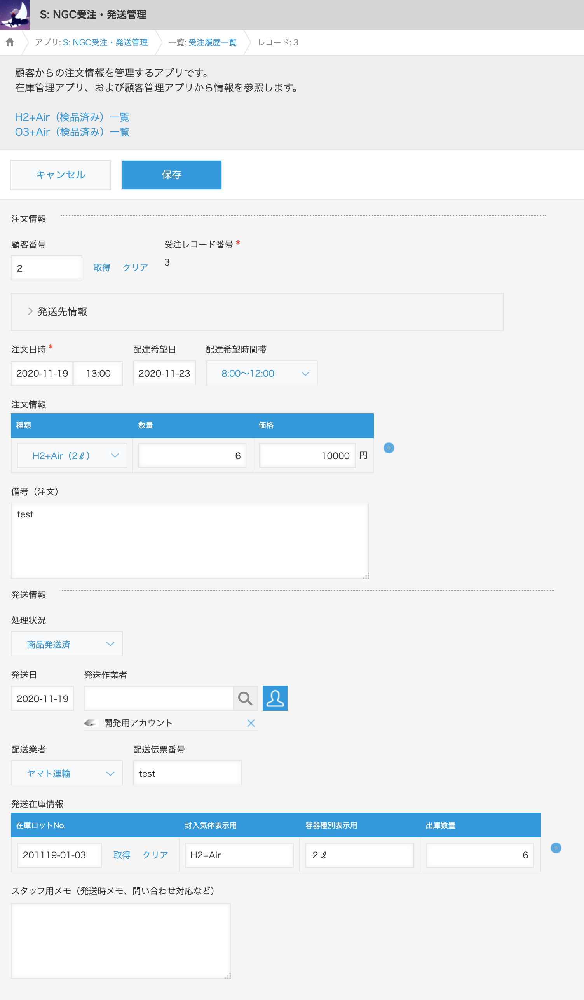 S: NGC受注・発送管理
アプリ: S: NGC受注・発送管理 一覧: 受注履歴一覧 レコード: 3
顧客からの注文情報を管理するアプリです。
在庫管理アプリ、および顧客管理アプリから情報を参照します。
H2+Air（検品済み）一覧
O3+Air（検品済み）一覧
キャンセル 保存
注文情報
顧客番号 受注レコード番号 *
2 取得 クリア 3
発送先情報
注文日時 * 配達希望日 配達希望時間帯
2020-11-19 13:00 2020-11-23 8:00〜12:00
注文情報
種類 数量 価格
H2+Air（2ℓ） 6 10000 円
備考（注文）
test
発送情報
処理状況
商品発送済
発送日 発送作業者
2020-11-19
開発用アカウント
配送業者 配送伝票番号
ヤマト運輸 test
発送在庫情報
在庫ロットNo. 封入気体表示用 容器種別表示用 出庫数量
201119-01-03 取得 クリア H2+Air 2ℓ 6
スタッフ用メモ（発送時メモ、問い合わせ対応など）